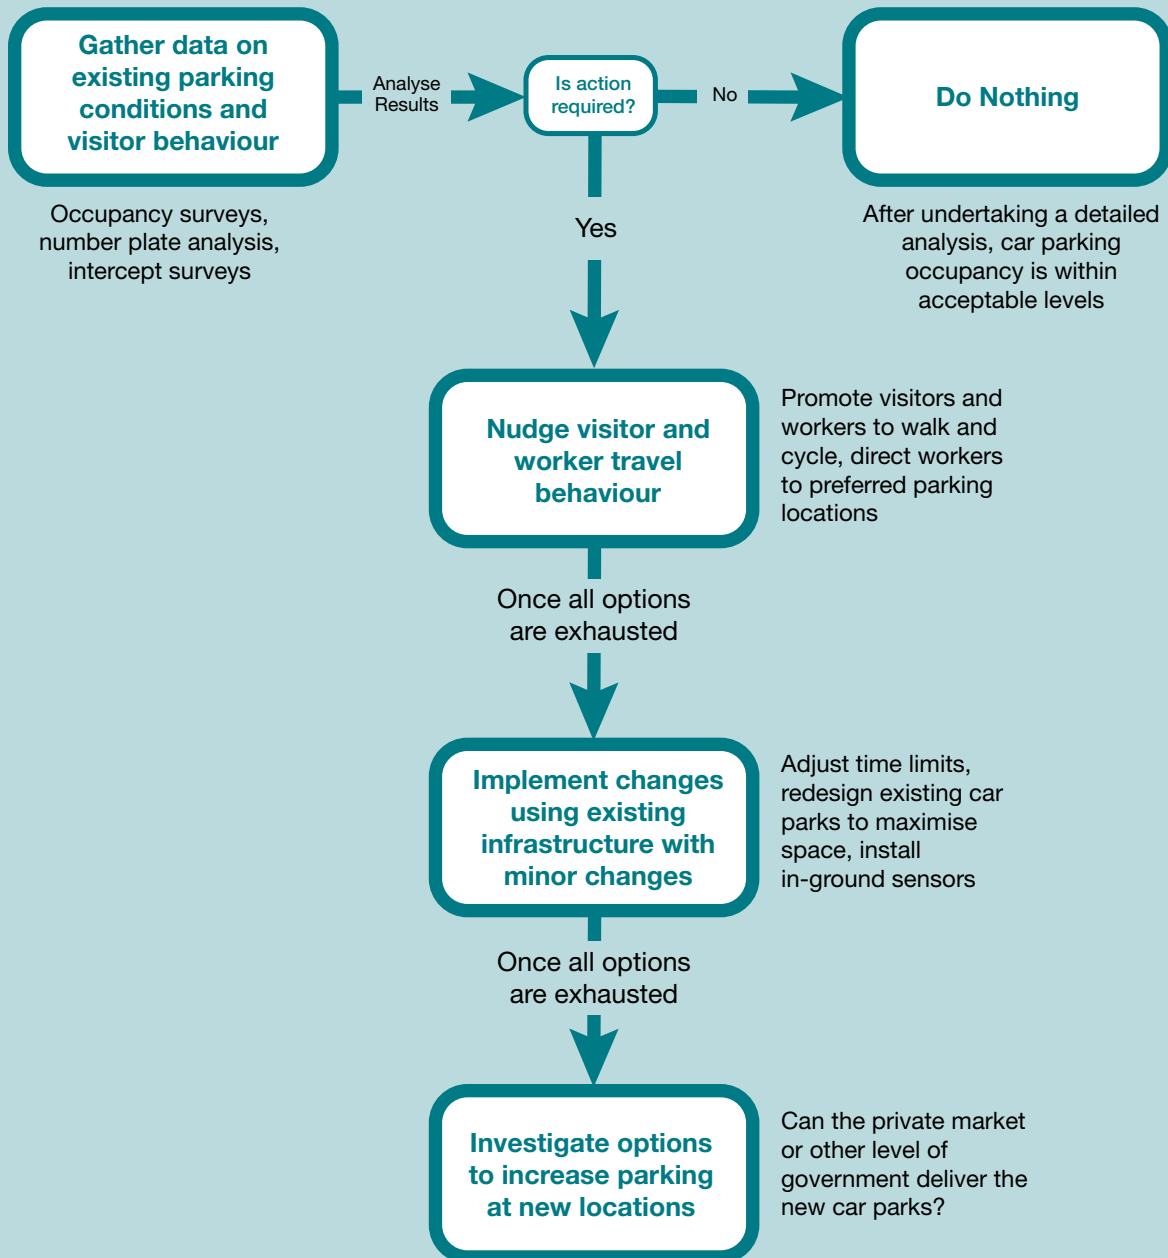 Gather data on
existing parking
conditions and
visitor behaviour
Analyse
Results
Is action
required?
No
Do Nothing
Occupancy surveys,
number plate analysis,
intercept surveys
Yes
After undertaking a detailed
analysis, car parking
occupancy is within
acceptable levels
Nudge visitor and
worker travel
behaviour
Promote visitors and
workers to walk and
cycle, direct workers
to preferred parking
locations
Once all options
are exhausted
Implement changes
using existing
infrastructure with
minor changes
Adjust time limits,
redesign existing car
parks to maximise
space, install
in-ground sensors
Once all options
are exhausted
Investigate options
to increase parking
at new locations
Can the private market
or other level of
government deliver the
new car parks?